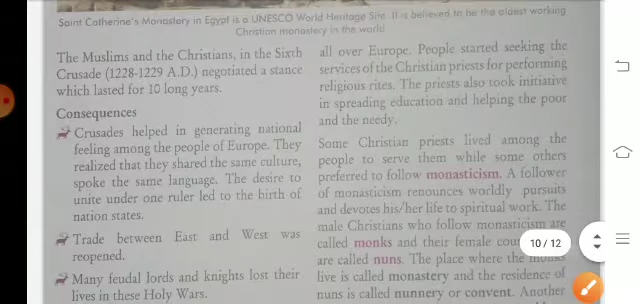 Saint Catherine's Monastery in Egypt is a UNESCO World Heritage Site. It is believed to be the oldest working
Christian monastery in the world
The Muslims and the Christians, in the Sixth
Crusade (1228-1229 A.D.) negotiated a stance
which lasted for 10 long years.
Consequences
Crusades helped in generating national
feeling among the people of Europe. They
realized that they shared the same culture,
spoke the same language. The desire to
unite under one ruler led to the birth of
nation states.
Trade between East and West was
reopened.
Many feudal lords and knights lost their
lives in these Holy Wars.
all over Europe. People started seeking the
services of the Christian priests for performing
religious rites. The priests also took initiative
in spreading education and helping the poor
and the needy.
Some Christian priests lived among the
people to serve them while some others
preferred to follow monasticism. A follower
of monasticism renounces worldly pursuits
and devotes his/her life to spiritual work. The
male Christians who follow monasticism are
called monks and their female
are called nuns. The place where the monks
live is called monastery and the residence of
nuns is called nunnery or convent. Another
10 / 12